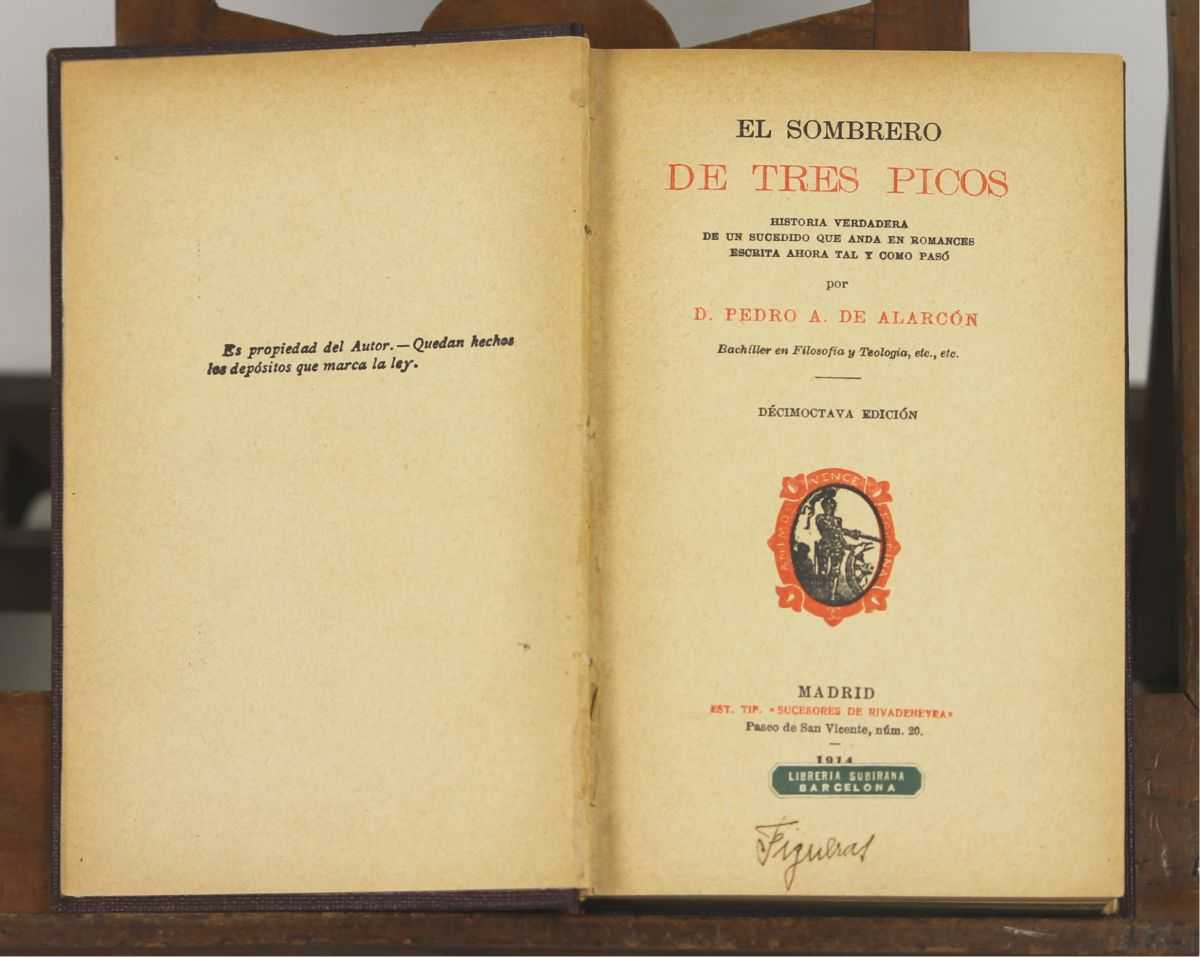 Es propiedad del Autor.—Quedan hechos
los depósitos que marca la ley.
EL SOMBRERO
DE TRES PICOS
HISTORIA VERDADERA
DE UN SUCEDIDO QUE ANDA EN ROMANCES
ESCRITA AHORA TAL Y COMO PASÓ
por
D. PEDRO A. DE ALARCÓN
Bachiller en Filosofía y Teología, etc., etc.
DÉCIMOCTAVA EDICIÓN
ANIMO VENCE FORTUNA
MADRID
EST. TIP. «SUCESORES DE RIVADENEYRA»
Paseo de San Vicente, núm. 20.
1914
LIBRERIA SUBIRANA
BARCELONA
Figueras